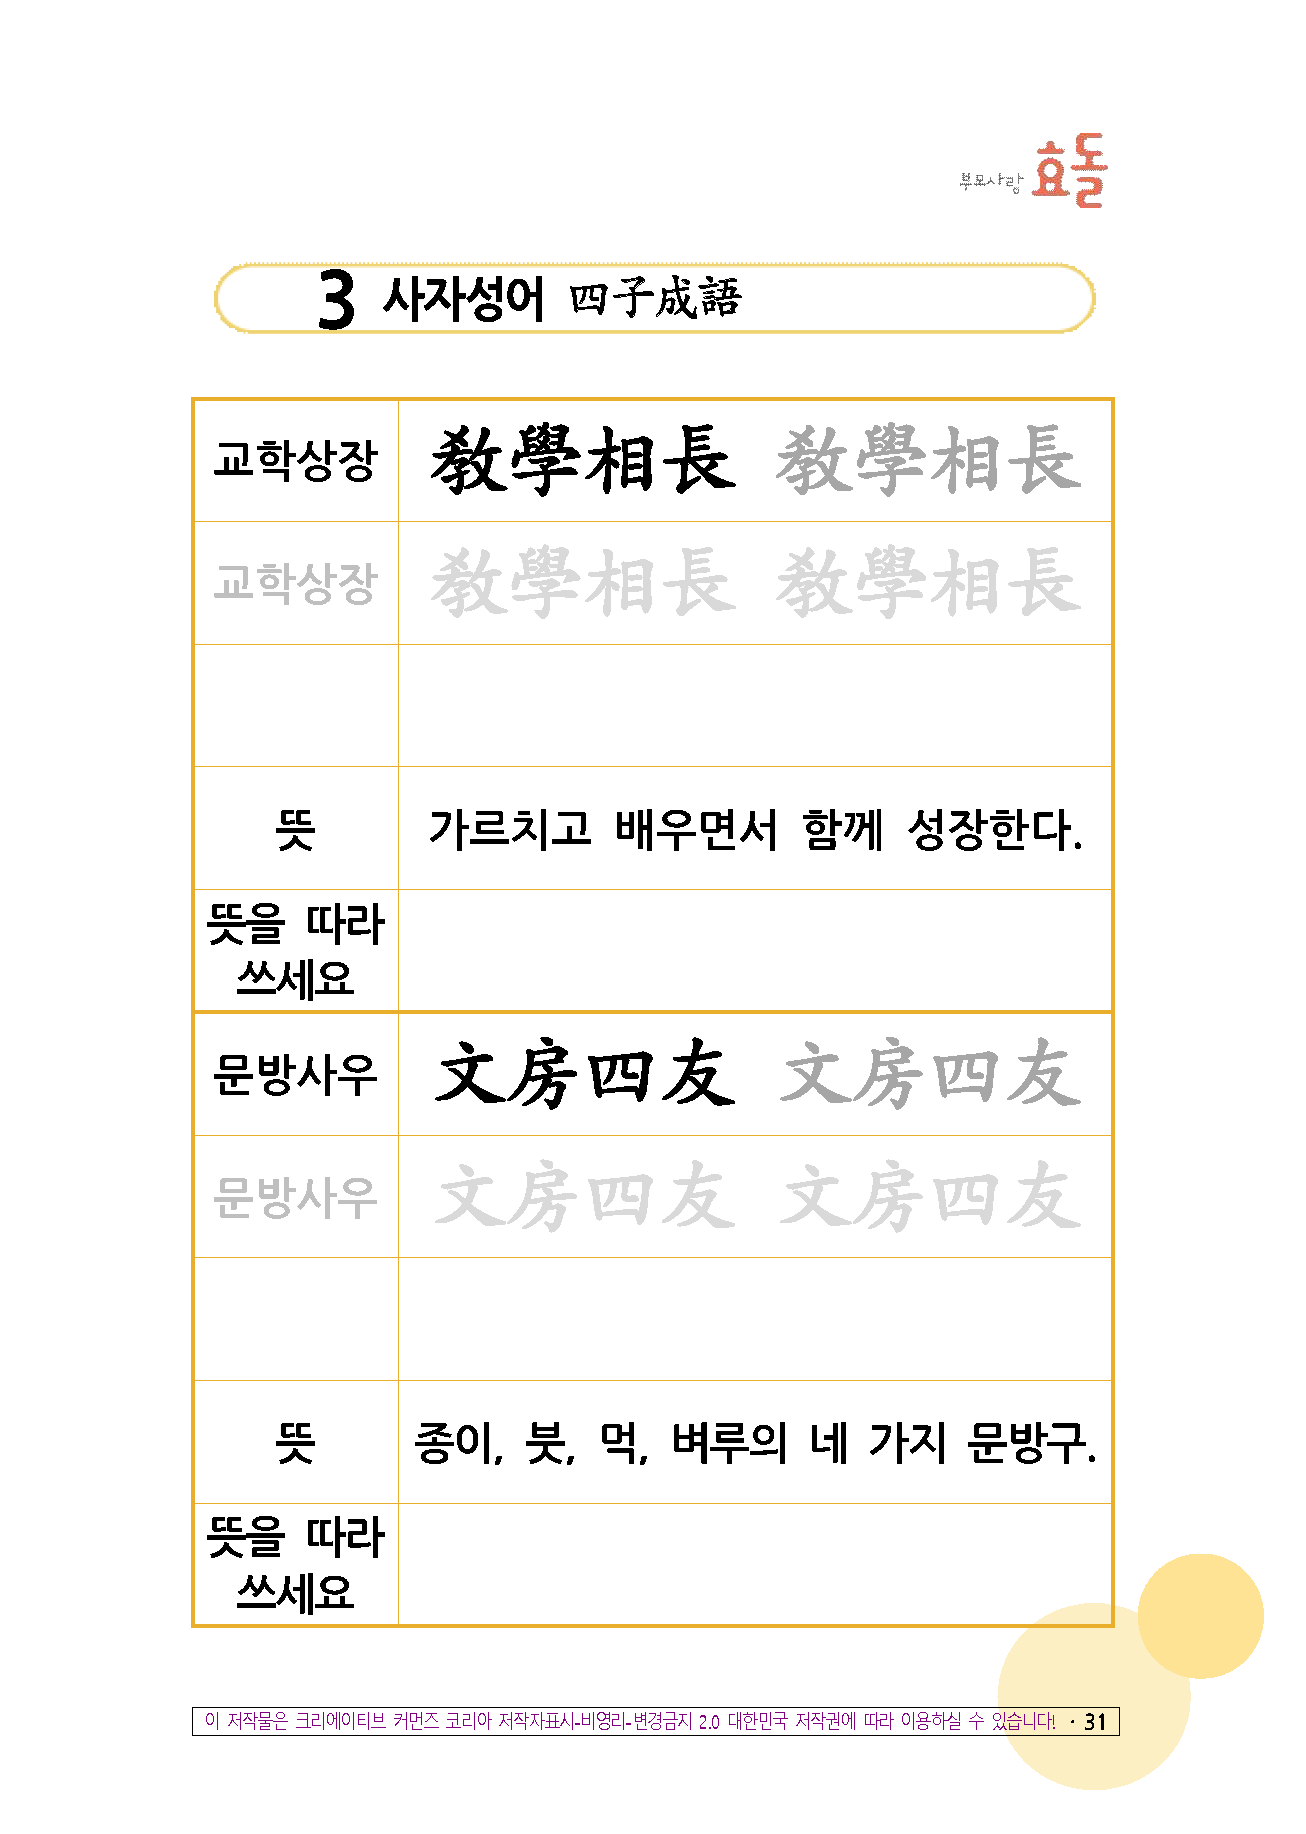 부모사랑 효돌
3 사자성어 四子成語
교학상장 敎學相長 敎學相長
교학상장 敎學相長 敎學相長
뜻 가르치고 배우면서 함께 성장한다.
뜻을 따라
쓰세요
문방사우 文房四友 文房四友
문방사우 文房四友 文房四友
뜻 종이, 붓, 먹, 벼루의 네 가지 문방구.
뜻을 따라
쓰세요
이 저작물은 크리에이티브 커먼즈 코리아 저작자표시-비영리-변경금지 2.0 대한민국 저작권에 따라 이용하실 수 있습니다! · 31